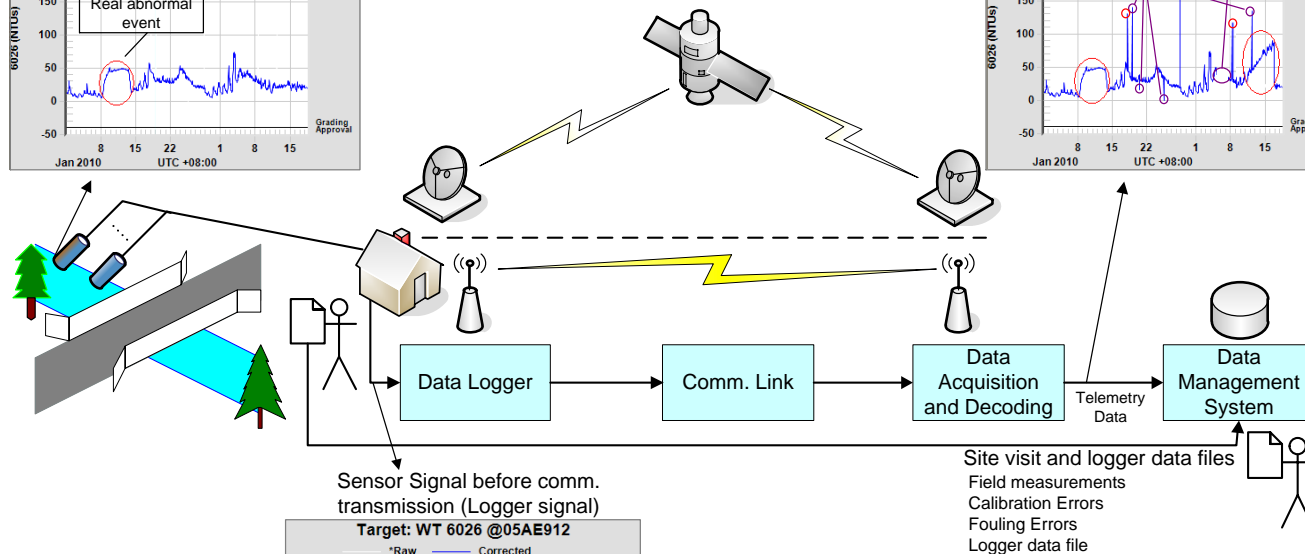 Real abnormal
event
6026 (NTUs)
150
100
50
0
-50
Grading
Approval
8 15 22 1 8 15
Jan 2010 UTC +08:00
6026 (NTUs)
150
100
50
0
-50
8 15 22 1 8 15
Jan 2010 UTC +08:00
Data Logger
Comm. Link
Data
Acquisition
and Decoding
Telemetry
Data
Data
Management
System
Sensor Signal before comm.
transmission (Logger signal)
Target: WT 6026 @05AE912
*Raw Corrected
Site visit and logger data files
Field measurements
Calibration Errors
Fouling Errors
Logger data file